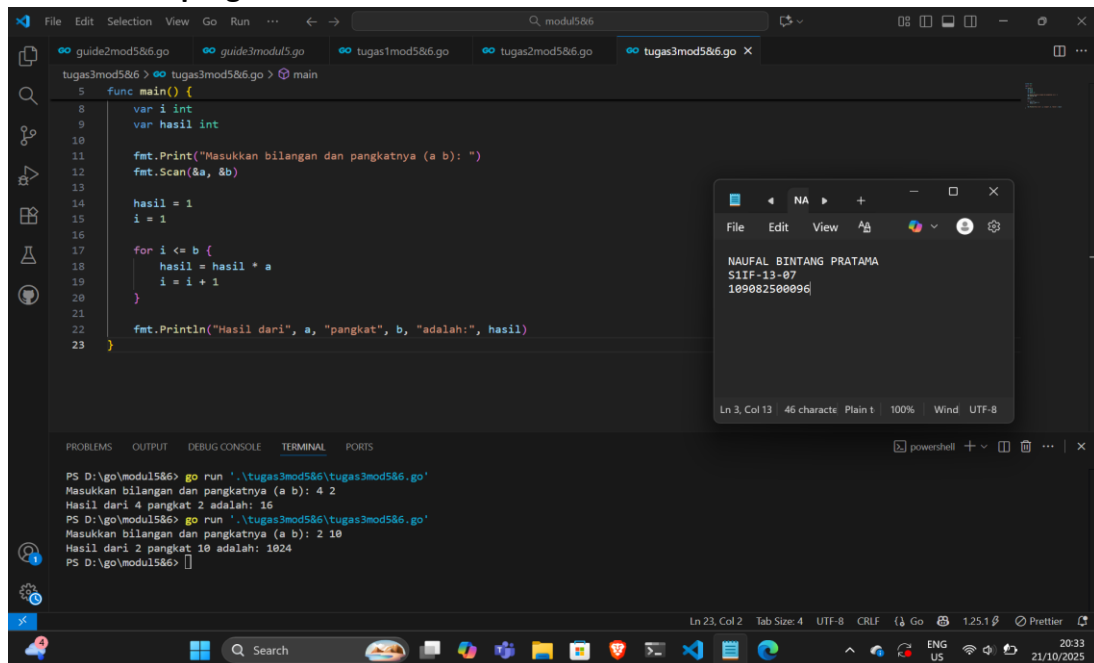 File Edit Selection View Go Run ···
modul5&6
guide2mod5&6.go guide3modul5.go tugas1mod5&6.go tugas2mod5&6.go tugas3mod5&6.go
tugas3mod5&6 > tugas3mod5&6.go > main
5 func main() {
8 var i int
9 var hasil int
10
11 fmt.Print("Masukkan bilangan dan pangkatnya (a b): ")
12 fmt.Scan(&a, &b)
13
14 hasil = 1
15 i = 1
16
17 for i <= b {
18 hasil = hasil * a
19 i = i + 1
20 }
21
22 fmt.Println("Hasil dari", a, "pangkat", b, "adalah:", hasil)
23 }
NA
File Edit View
NAUFAL BINTANG PRATAMA
S1IF-13-07
109082500096
Ln 3, Col 13 46 characte Plain t 100% Wind UTF-8
PROBLEMS OUTPUT DEBUG CONSOLE TERMINAL PORTS
powershell
PS D:\go\modul5&6> go run '.\tugas3mod5&6\tugas3mod5&6.go'
Masukkan bilangan dan pangkatnya (a b): 4 2
Hasil dari 4 pangkat 2 adalah: 16
PS D:\go\modul5&6> go run '.\tugas3mod5&6\tugas3mod5&6.go'
Masukkan bilangan dan pangkatnya (a b): 2 10
Hasil dari 2 pangkat 10 adalah: 1024
PS D:\go\modul5&6>
Ln 23, Col 2 Tab Size: 4 UTF-8 CRLF Go 1.25.1 Prettier
Search
ENG
US
20:33
21/10/2025